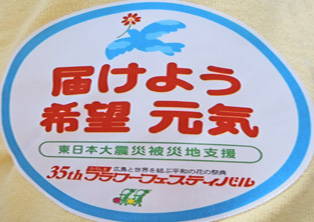 届けよう
希望 元気
東日本大震災被災地支援
広島と世界を結ぶ平和の花の祭典
35th フラワーフェスティバル